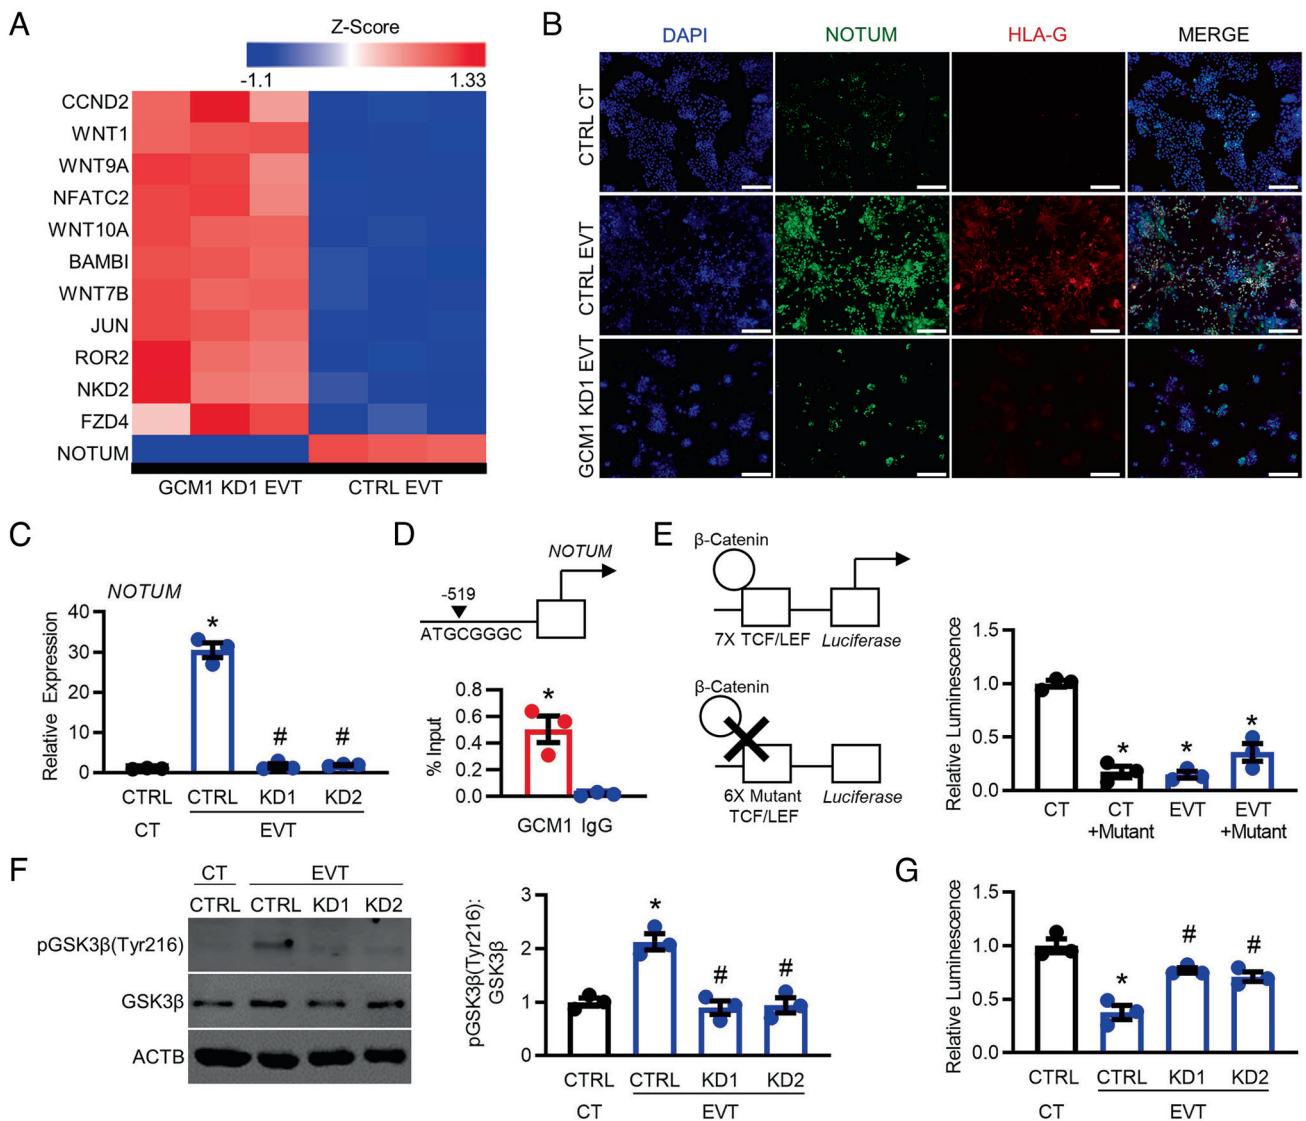 A
Z-Score
-1.1
1.33
CCND2
WNT1
WNT9A
NFATC2
WNT10A
BAMBI
WNT7B
JUN
ROR2
NKD2
FZD4
NOTUM
GCM1 KD1 EVT
CTRL EVT
B
DAPI
NOTUM
HLA-G
MERGE
CTRL CT
CTRL EVT
GCM1 KD1 EVT
C
NOTUM
Relative Expression
40
30
20
10
0
*
#
#
CTRL
CTRL
KD1
KD2
CT
EVT
D
NOTUM
-519
ATGCGGGC
% Input
0.8
0.6
0.4
0.2
0.0
*
GCM1 IgG
E
β-Catenin
7X TCF/LEF
Luciferase
β-Catenin
6X Mutant
TCF/LEF
Luciferase
Relative Luminescence
1.5
1.0
0.5
0.0
*
*
*
CT
CT
+Mutant
EVT
EVT
+Mutant
F
CT
EVT
CTRL
CTRL
KD1
KD2
pGSK3β(Tyr216)
GSK3β
ACTB
pGSK3β(Tyr216):
GSK3β
3
2
1
0
*
#
#
CTRL
CTRL
KD1
KD2
CT
EVT
G
Relative Luminescence
1.5
1.0
0.5
0.0
*
#
#
CTRL
CTRL
KD1
KD2
CT
EVT